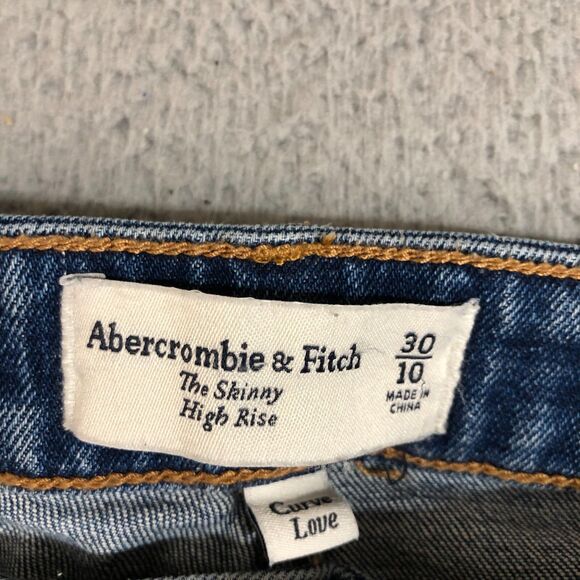 Abercrombie & Fitch
The Skinny
High Rise
30
10
MADE IN
CHINA
Curve
Love